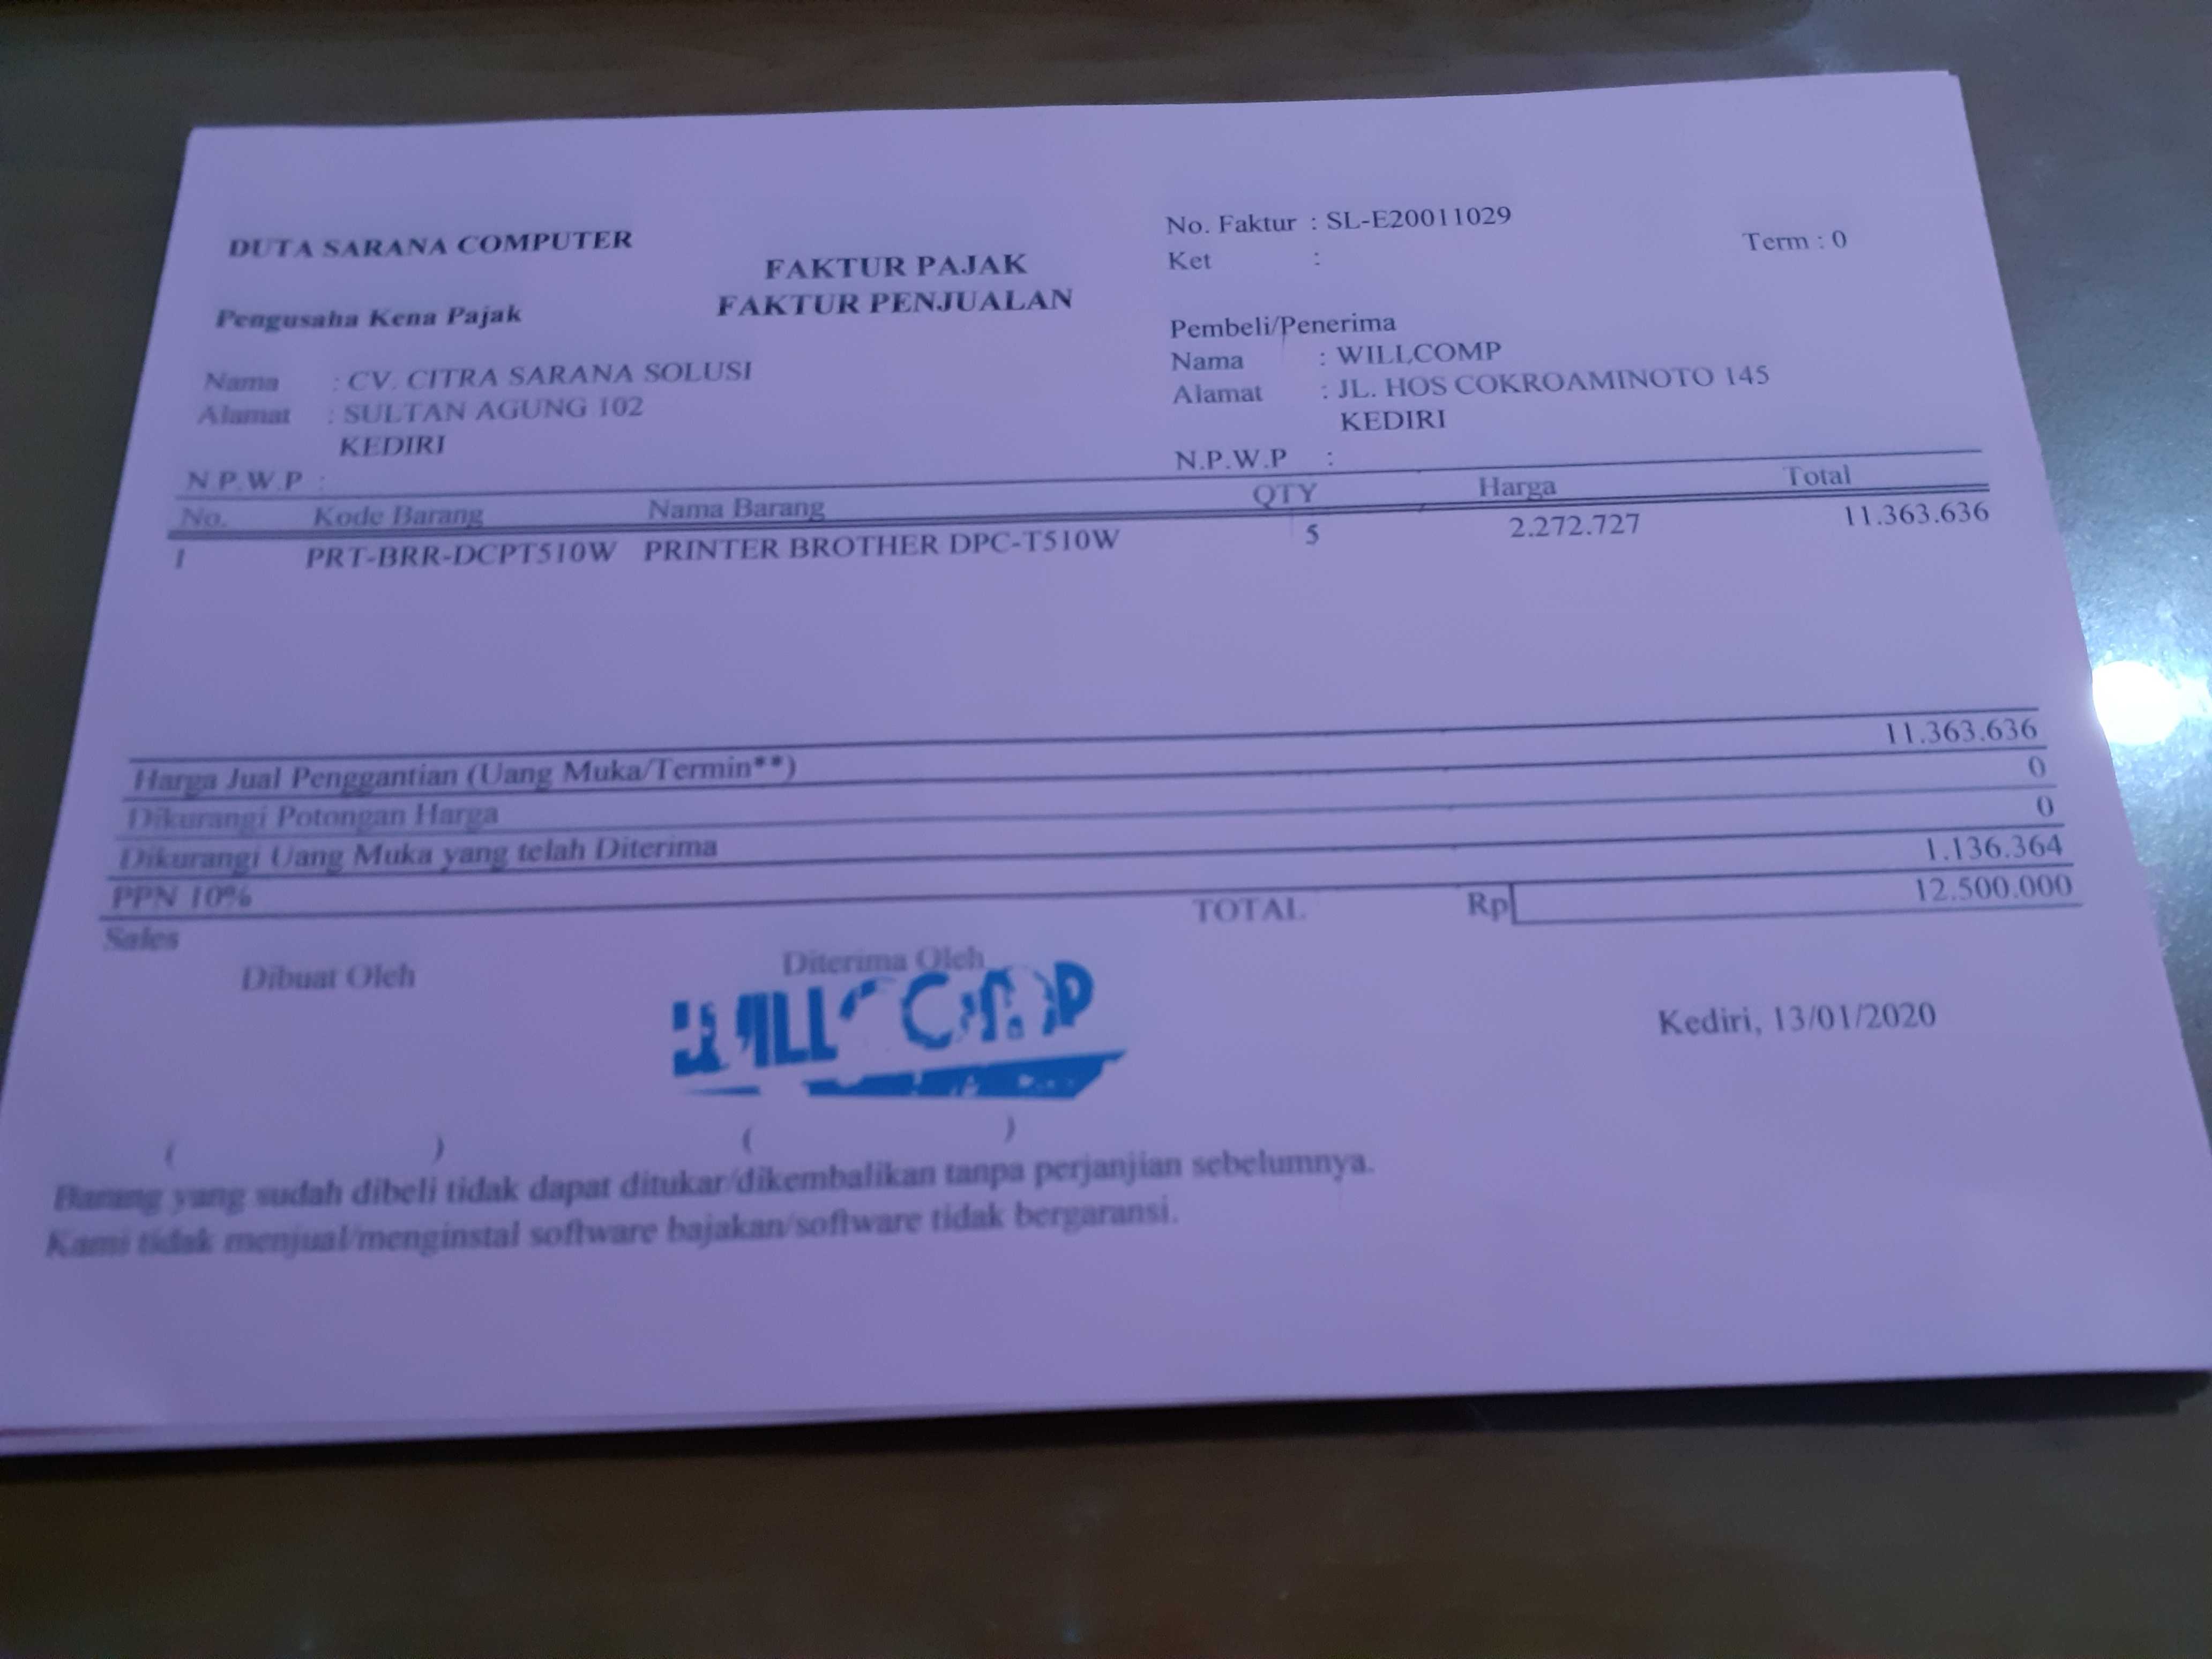 DUTA SARANA COMPUTER
FAKTUR PAJAK
FAKTUR PENJUALAN
No. Faktur : SL-E20011029
Ket :
Term : 0
Pengusaha Kena Pajak
Nama : CV. CITRA SARANA SOLUSI
Alamat : SULTAN AGUNG 102
KEDIRI
N.P.W.P :
Pembeli/Penerima
Nama : WILLCOMP
Alamat : JL. HOS COKROAMINOTO 145
KEDIRI
N.P.W.P :
No. Kode Barang Nama Barang QTY Harga Total
1 PRT-BRR-DCPT510W PRINTER BROTHER DPC-T510W 5 2.272.727 11.363.636
Harga Jual Penggantian (Uang Muka/Termin**) 11.363.636
Dikurangi Potongan Harga 0
Dikurangi Uang Muka yang telah Diterima 0
PPN 10% 1.136.364
TOTAL Rp 12.500.000
Sales
Dibuat Oleh Diterima Oleh
WILL COMP
Kediri, 13/01/2020
( ) ( )
Barang yang sudah dibeli tidak dapat ditukar/dikembalikan tanpa perjanjian sebelumnya.
Kami tidak menjual/menginstal software bajakan/software tidak bergaransi.